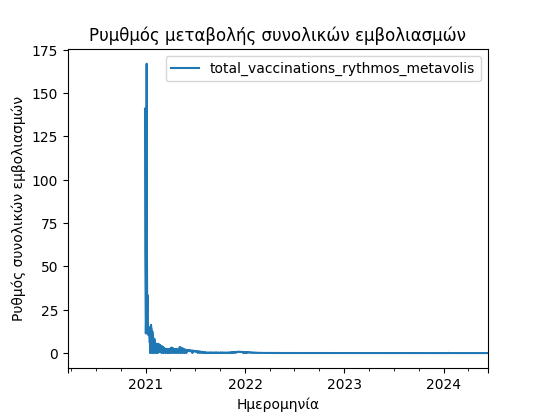 Ρυμθμός μεταβολής συνολικών εμβολιασμών
total_vaccinations_rythmos_metavolis
Ρυθμός συνολικών εμβολιασμών
175
150
125
100
75
50
25
0
2021 2022 2023 2024
Ημερομηνία